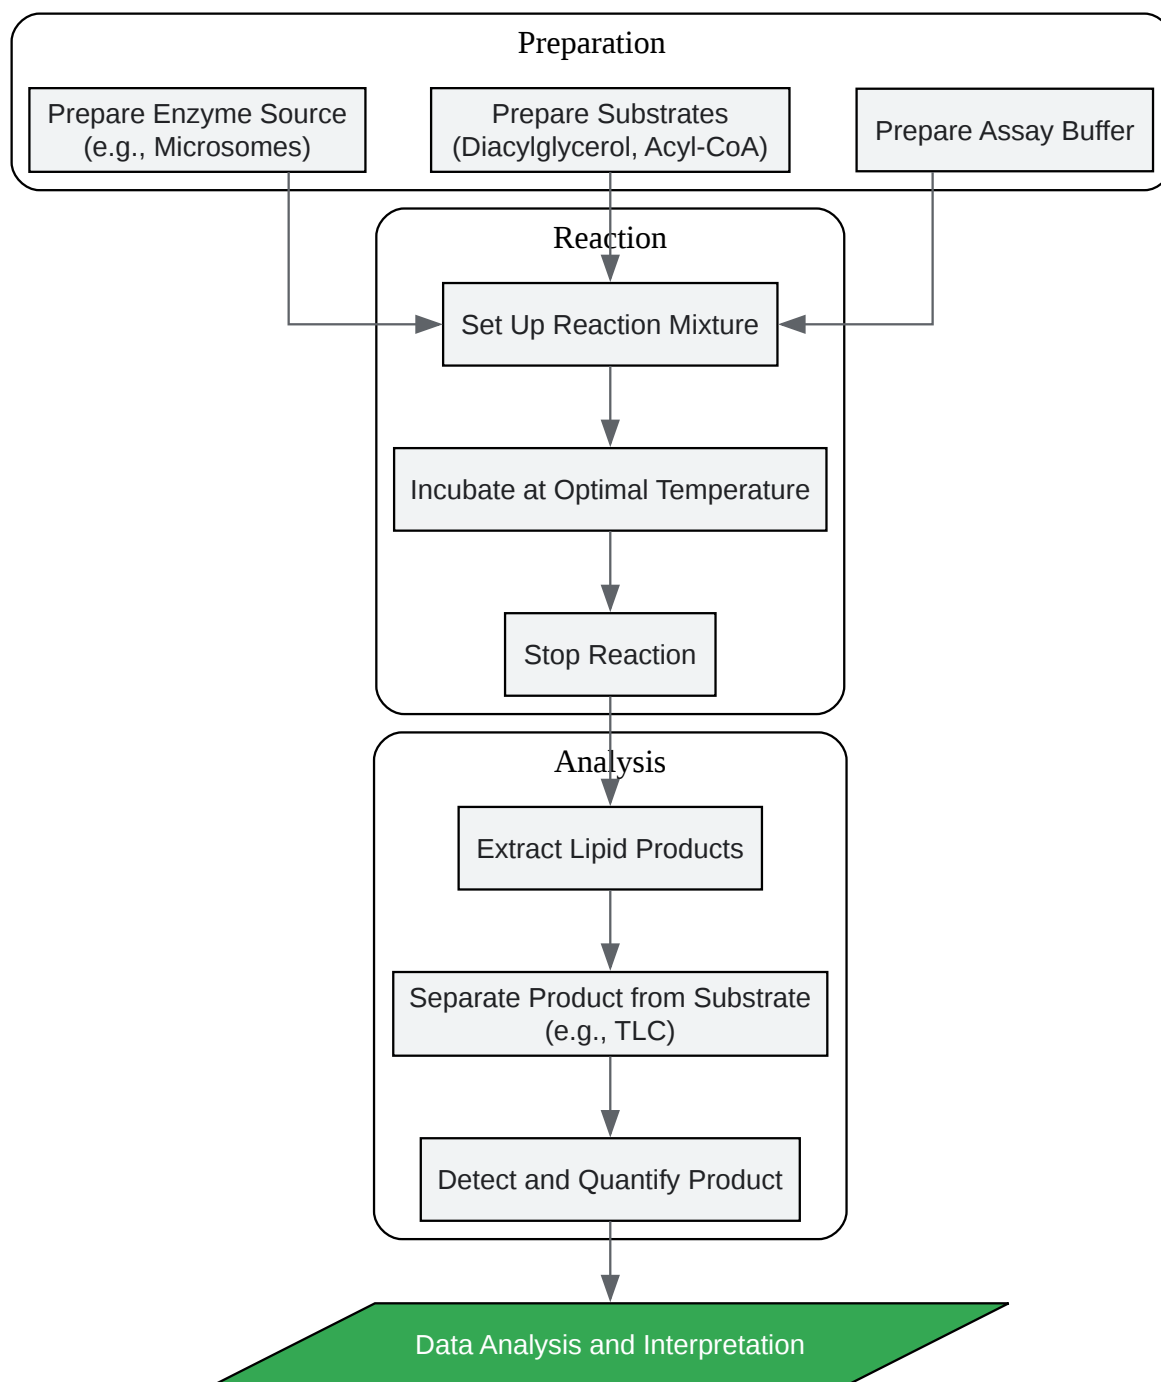 Preparation
Prepare Enzyme Source
(e.g., Microsomes)
Prepare Substrates
(Diacylglycerol, Acyl-CoA)
Prepare Assay Buffer
Reaction
Set Up Reaction Mixture
Incubate at Optimal Temperature
Stop Reaction
Analysis
Extract Lipid Products
Separate Product from Substrate
(e.g., TLC)
Detect and Quantify Product
Data Analysis and Interpretation